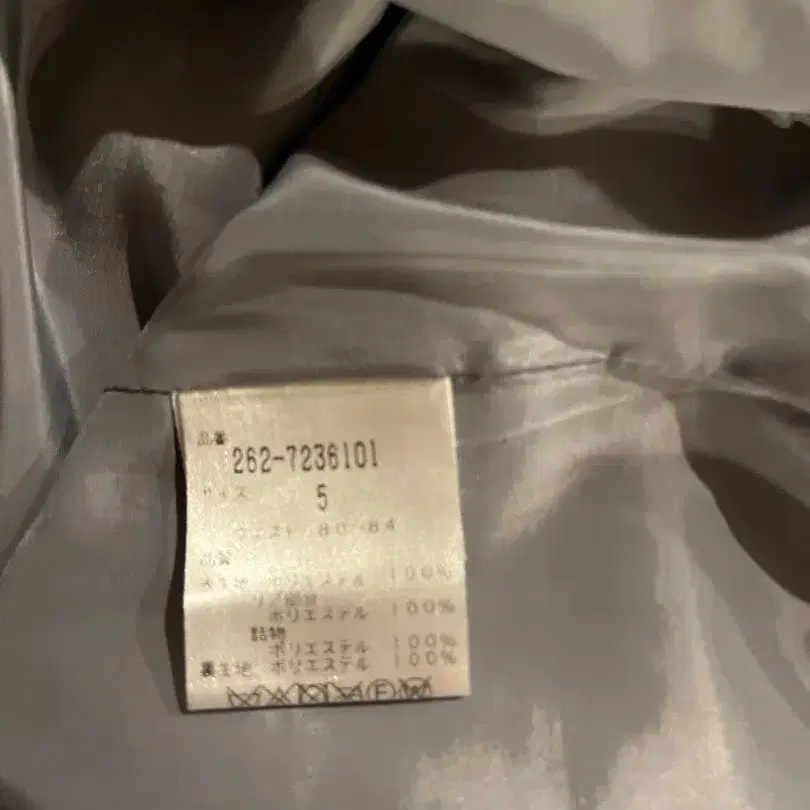 品番
262-7236101
サイズ
5
ウエスト 80~84
品質
表生地 ポリエステル 100%
リブ部分
ポリエステル 100%
詰物
ポリエステル 100%
裏生地 ポリエステル 100%
F W